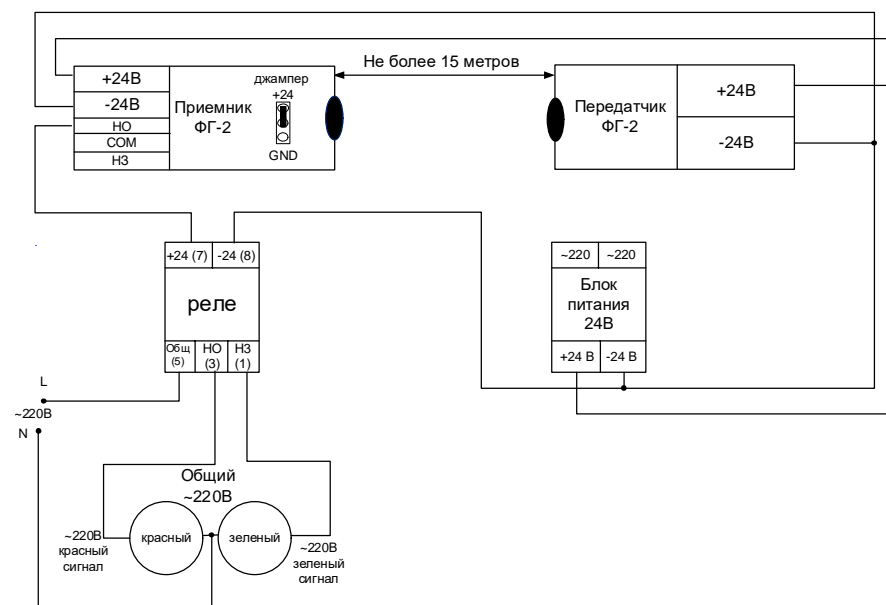 +24В
-24В
НО
СОМ
НЗ
Приемник
ФГ-2
джампер
+24
GND
Не более 15 метров
Передатчик
ФГ-2
+24В
-24В
+24 (7)
-24 (8)
реле
Общ
(5)
НО
(3)
НЗ
(1)
~220
~220
Блок
питания
24В
+24 В
-24 В
L
~220В
N
Общий
~220В
красный
зеленый
~220В
красный
сигнал
~220В
зеленый
сигнал